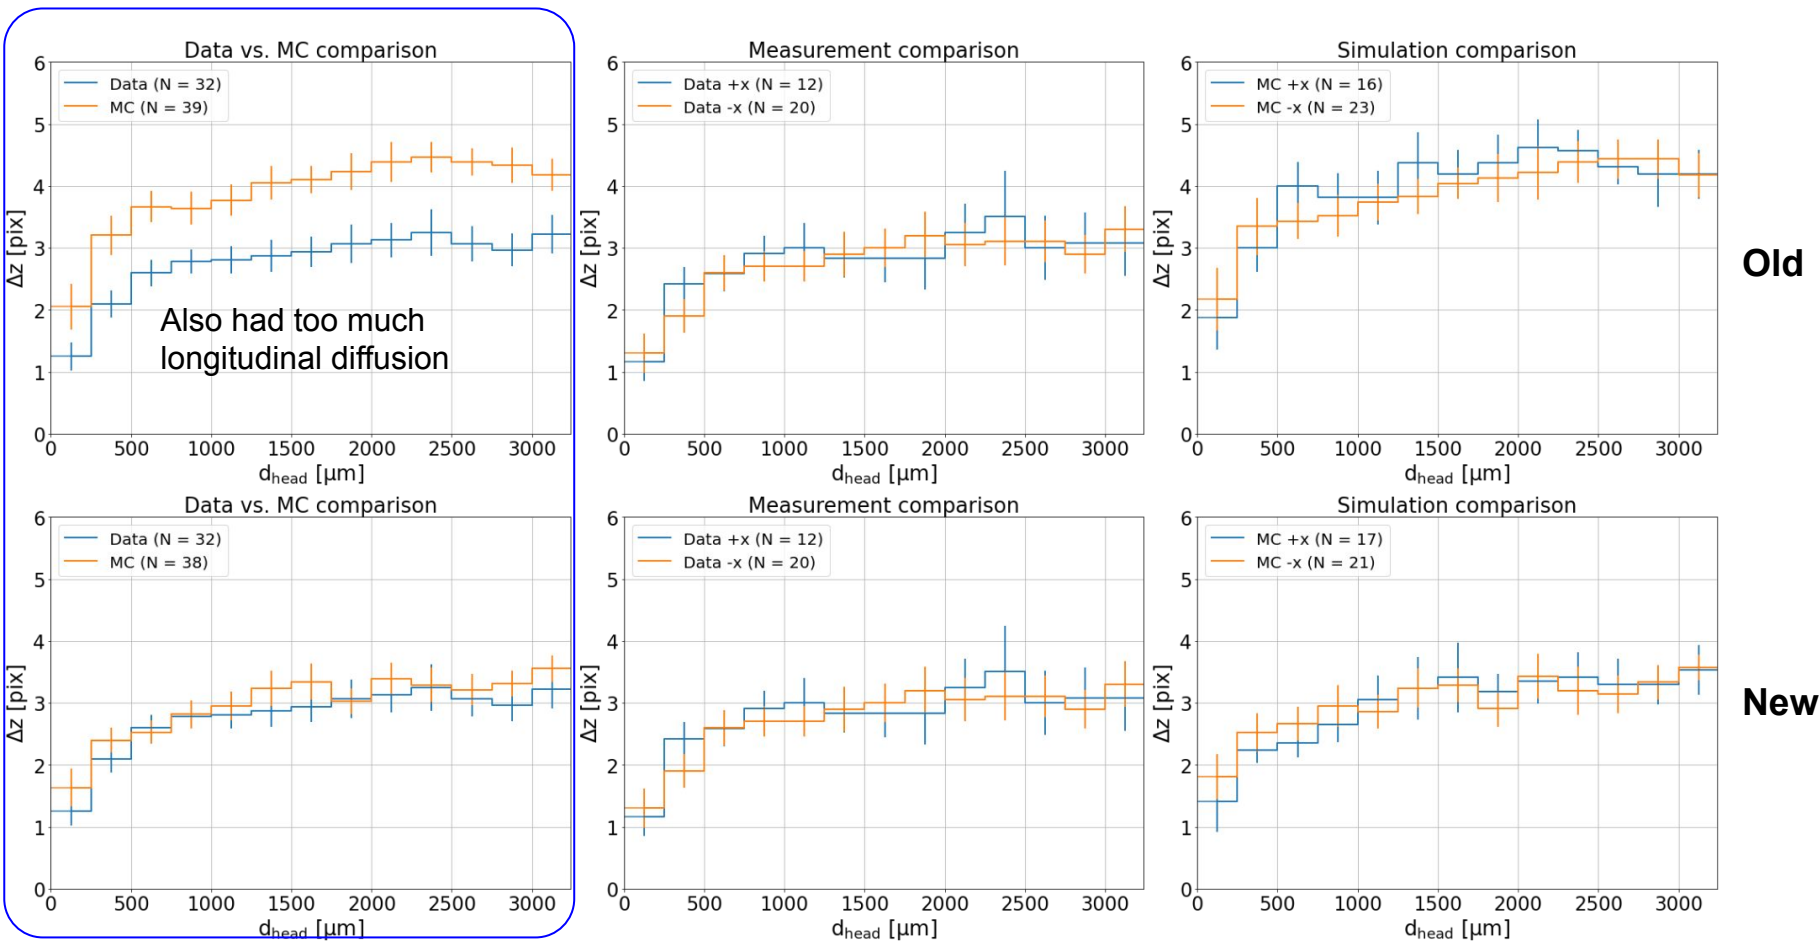 Data vs. MC comparison
6
5
4
3
2
1
0
Δz [pix]
Data (N = 32)
MC (N = 39)
Also had too much
longitudinal diffusion
0 500 1000 1500 2000 2500 3000
d_head [μm]
Measurement comparison
6
5
4
3
2
1
0
Δz [pix]
Data +x (N = 12)
Data -x (N = 20)
0 500 1000 1500 2000 2500 3000
d_head [μm]
Simulation comparison
6
5
4
3
2
1
0
Δz [pix]
MC +x (N = 16)
MC -x (N = 23)
0 500 1000 1500 2000 2500 3000
d_head [μm]
Old
Data vs. MC comparison
6
5
4
3
2
1
0
Δz [pix]
Data (N = 32)
MC (N = 38)
0 500 1000 1500 2000 2500 3000
d_head [μm]
Measurement comparison
6
5
4
3
2
1
0
Δz [pix]
Data +x (N = 12)
Data -x (N = 20)
0 500 1000 1500 2000 2500 3000
d_head [μm]
Simulation comparison
6
5
4
3
2
1
0
Δz [pix]
MC +x (N = 17)
MC -x (N = 21)
0 500 1000 1500 2000 2500 3000
d_head [μm]
New